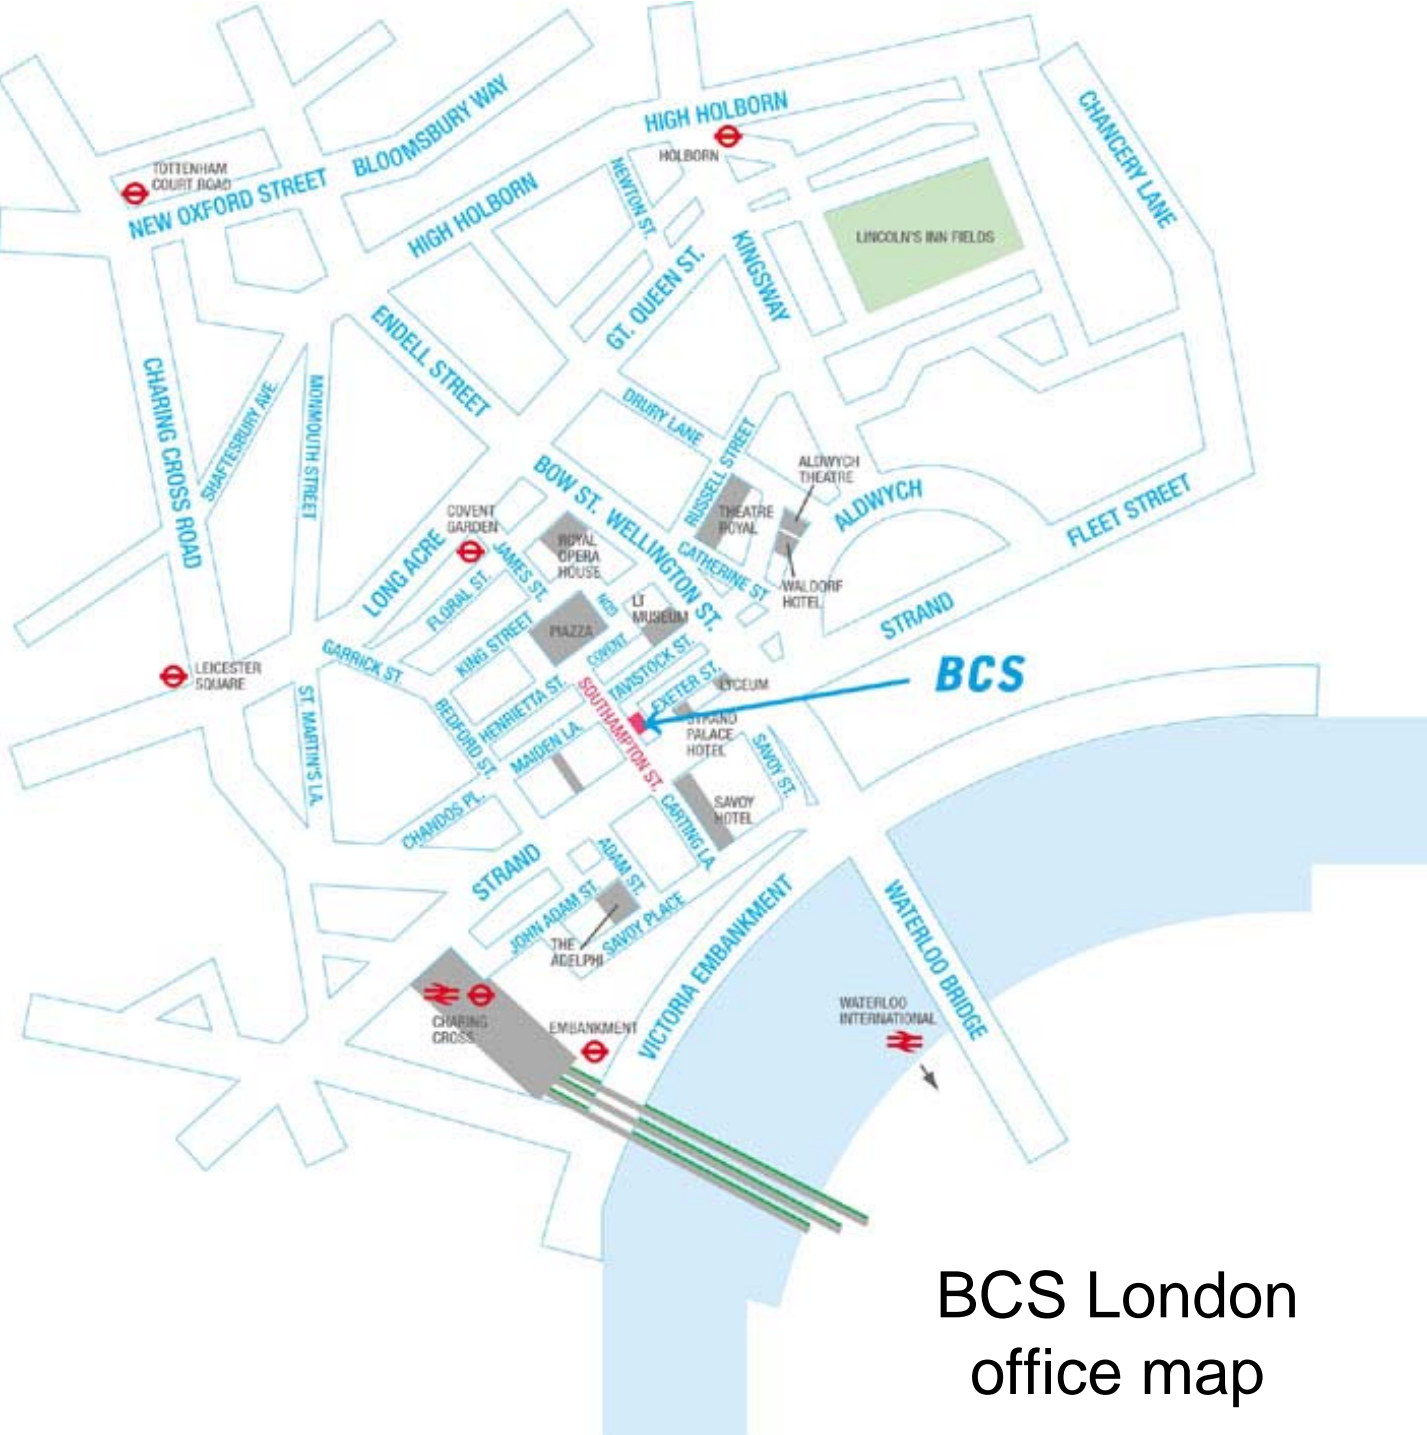 HIGH HOLBORN
HOLBORN
CHANCERY LANE
BLOOMSBURY WAY
TOTTENHAM
COURT ROAD
NEW OXFORD STREET
HIGH HOLBORN
NEWTON ST.
LINCOLN'S INN FIELDS
KINGSWAY
GT. QUEEN ST.
ENDELL STREET
CHARING CROSS ROAD
SHAFTESBURY AVE.
MONMOUTH STREET
DRURY LANE
RUSSELL STREET
ALDWYCH
THEATRE
ALDWYCH
FLEET STREET
BOW ST.
WELLINGTON ST.
THEATRE
ROYAL
COVENT
GARDEN
LONG ACRE
JAMES ST.
ROYAL
OPERA
HOUSE
CATHERINE ST
WALDORF
HOTEL
FLORAL ST.
LT
MUSEUM
STRAND
KING STREET
PIAZZA
COVENT
GDN
GARRICK ST.
TAVISTOCK ST.
EXETER ST.
LYCEUM
BCS
LEICESTER
SQUARE
ST. MARTIN'S LA.
BEDFORD ST.
HENRIETTA ST.
SOUTHAMPTON ST.
STRAND
PALACE
HOTEL
MAIDEN LA.
SAVOY ST.
CHANDOS PL.
SAVOY
HOTEL
CARTING LA.
STRAND
ADAM ST.
JOHN ADAM ST.
SAVOY PLACE
THE
ADELPHI
VICTORIA EMBANKMENT
WATERLOO BRIDGE
CHARING
CROSS
EMBANKMENT
WATERLOO
INTERNATIONAL
BCS London
office map